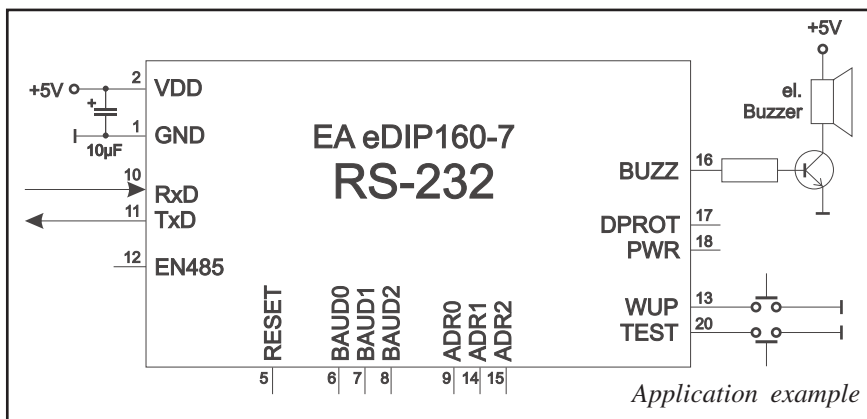 +5V
2 VDD
+5V
+
el.
Buzzer
1 GND
10µF
EA eDIP160-7
RS-232
10 RxD
BUZZ 16
11 TxD
DPROT 17
PWR 18
12 EN485
WUP 13
TEST 20
RESET
BAUD0
BAUD1
BAUD2
ADR0
ADR1
ADR2
5 6 7 8 9 14 15
Application example